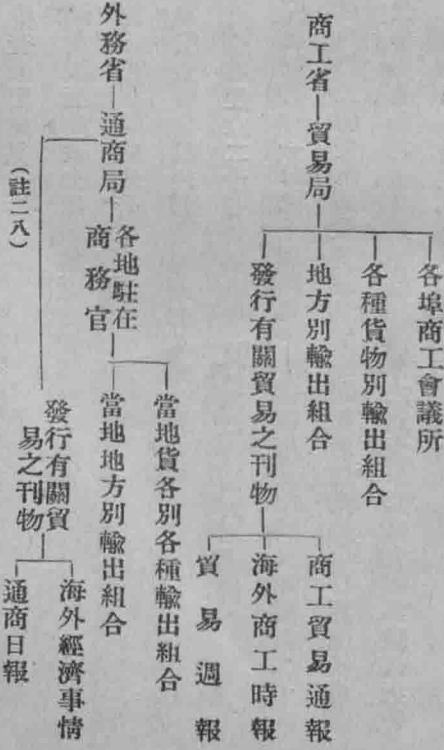 商工省—貿易局
各埠商工會議所
各種貨物別輸出組合
地方別輸出組合
發行有關貿易之刊物
商工貿易通報
海外商工時報
貿易週報
外務省—通商局
各地駐在
商務官
當地貨各別各種輸出組合
當地地方別輸出組合
發行有關貿
易之刊物
海外經濟事情
通商日報
(註二八)